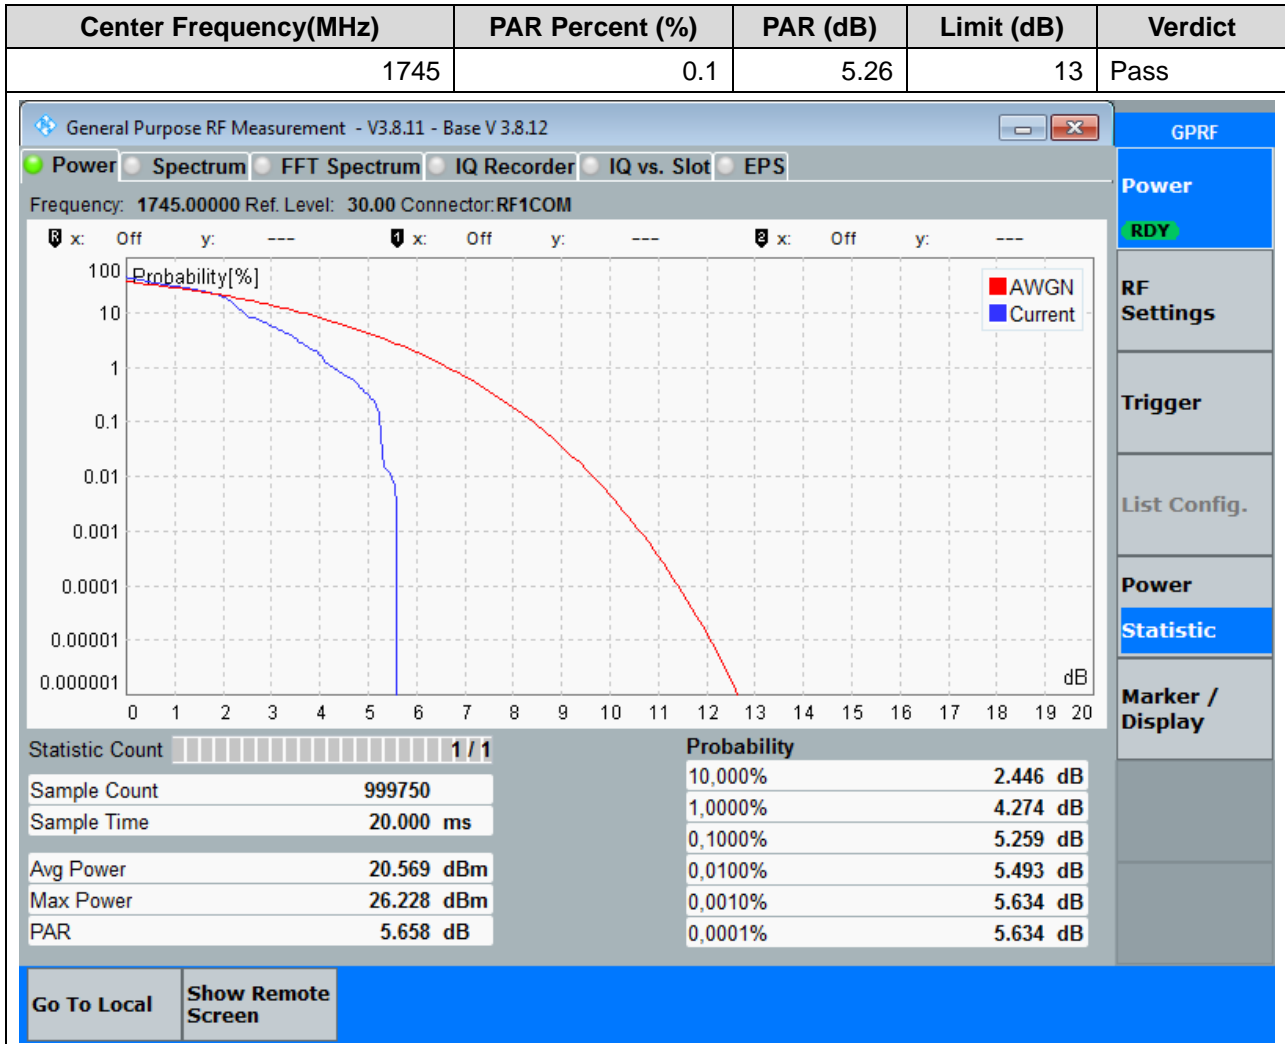 Center Frequency(MHz) PAR Percent (%) PAR (dB) Limit (dB) Verdict
1745 0.1 5.26 13 Pass
General Purpose RF Measurement - V3.8.11 - Base V 3.8.12
GPRF
Power Spectrum FFT Spectrum IQ Recorder IQ vs. Slot EPS
Power
RDY
Frequency: 1745.00000 Ref. Level: 30.00 Connector:RF1COM
R x: Off y: --- 1 x: Off y: --- 2 x: Off y: ---
RF
Settings
Trigger
List Config.
Power
Statistic
Marker /
Display
Probability[%]
AWGN
Current
100
10
1
0.1
0.01
0.001
0.0001
0.00001
0.000001
dB
0 1 2 3 4 5 6 7 8 9 10 11 12 13 14 15 16 17 18 19 20
Statistic Count 1 / 1
Sample Count 999750
Sample Time 20.000 ms
Avg Power 20.569 dBm
Max Power 26.228 dBm
PAR 5.658 dB
Probability
10,000% 2.446 dB
1,0000% 4.274 dB
0,1000% 5.259 dB
0,0100% 5.493 dB
0,0010% 5.634 dB
0,0001% 5.634 dB
Go To Local
Show Remote
Screen